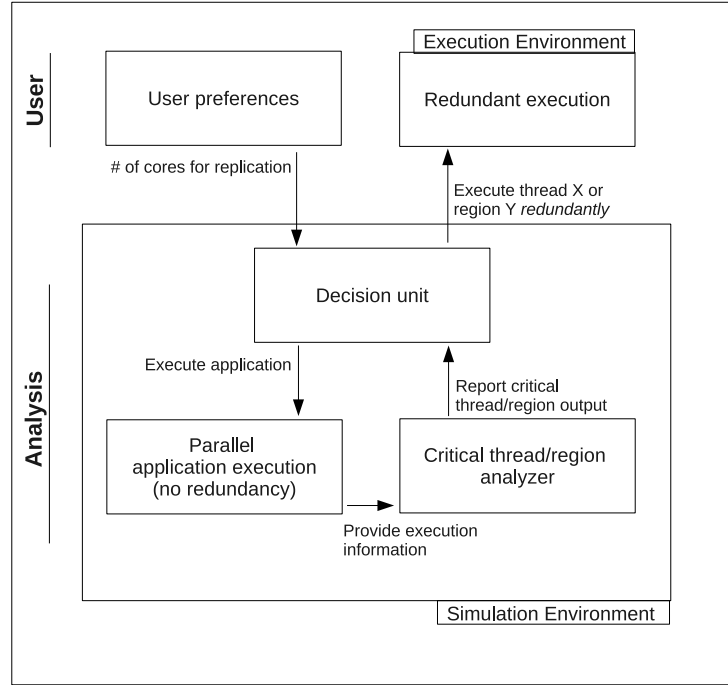 Execution Environment
User
User preferences
Redundant execution
# of cores for replication
Execute thread X or
region Y redundantly
Analysis
Decision unit
Execute application
Report critical
thread/region output
Parallel
application execution
(no redundancy)
Critical thread/region
analyzer
Provide execution
information
Simulation Environment